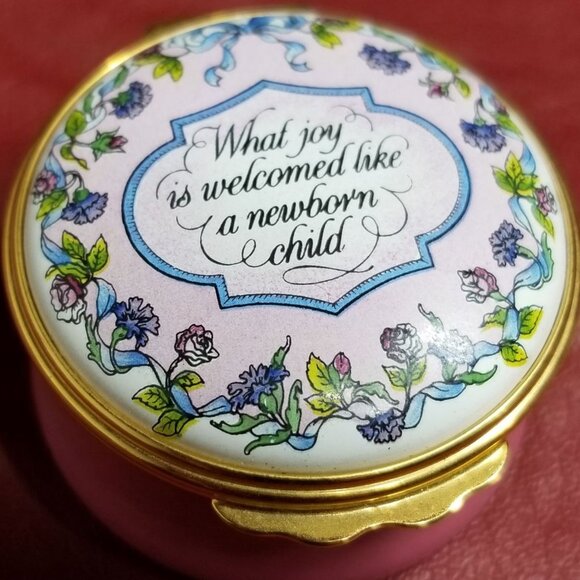 What joy
is welcomed like
a newborn
child